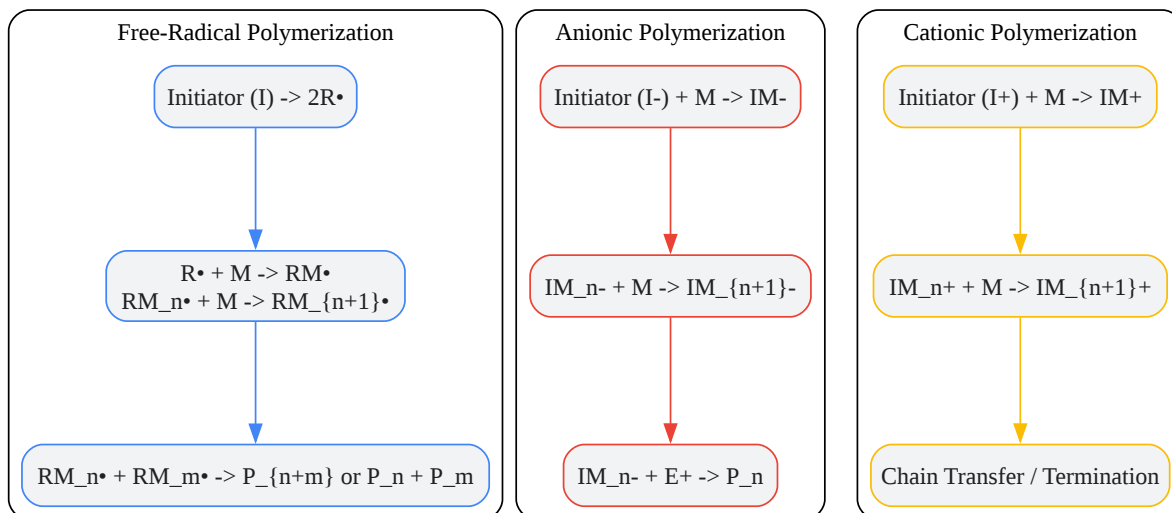 Free-Radical Polymerization
Initiator (I) -> 2R•
R• + M -> RM•
RM_n• + M -> RM_{n+1}•
RM_n• + RM_m• -> P_{n+m} or P_n + P_m
Anionic Polymerization
Initiator (I-) + M -> IM-
IM_n- + M -> IM_{n+1}-
IM_n- + E+ -> P_n
Cationic Polymerization
Initiator (I+) + M -> IM+
IM_n+ + M -> IM_{n+1}+
Chain Transfer / Termination